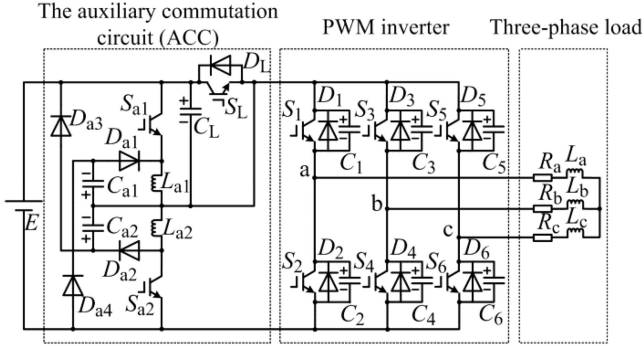 The auxiliary commutation
circuit (ACC)
PWM inverter
Three-phase load
D_L
S_L
C_L
S_a1
D_a3
D_a1
C_a1
L_a1
E
C_a2
L_a2
D_a2
S_a2
D_a4
S_1 D_1 S_3 D_3 S_5 D_5
C_1 C_3 C_5
a
b
c
R_a L_a
R_b L_b
R_c L_c
S_2 D_2 S_4 D_4 S_6 D_6
C_2 C_4 C_6